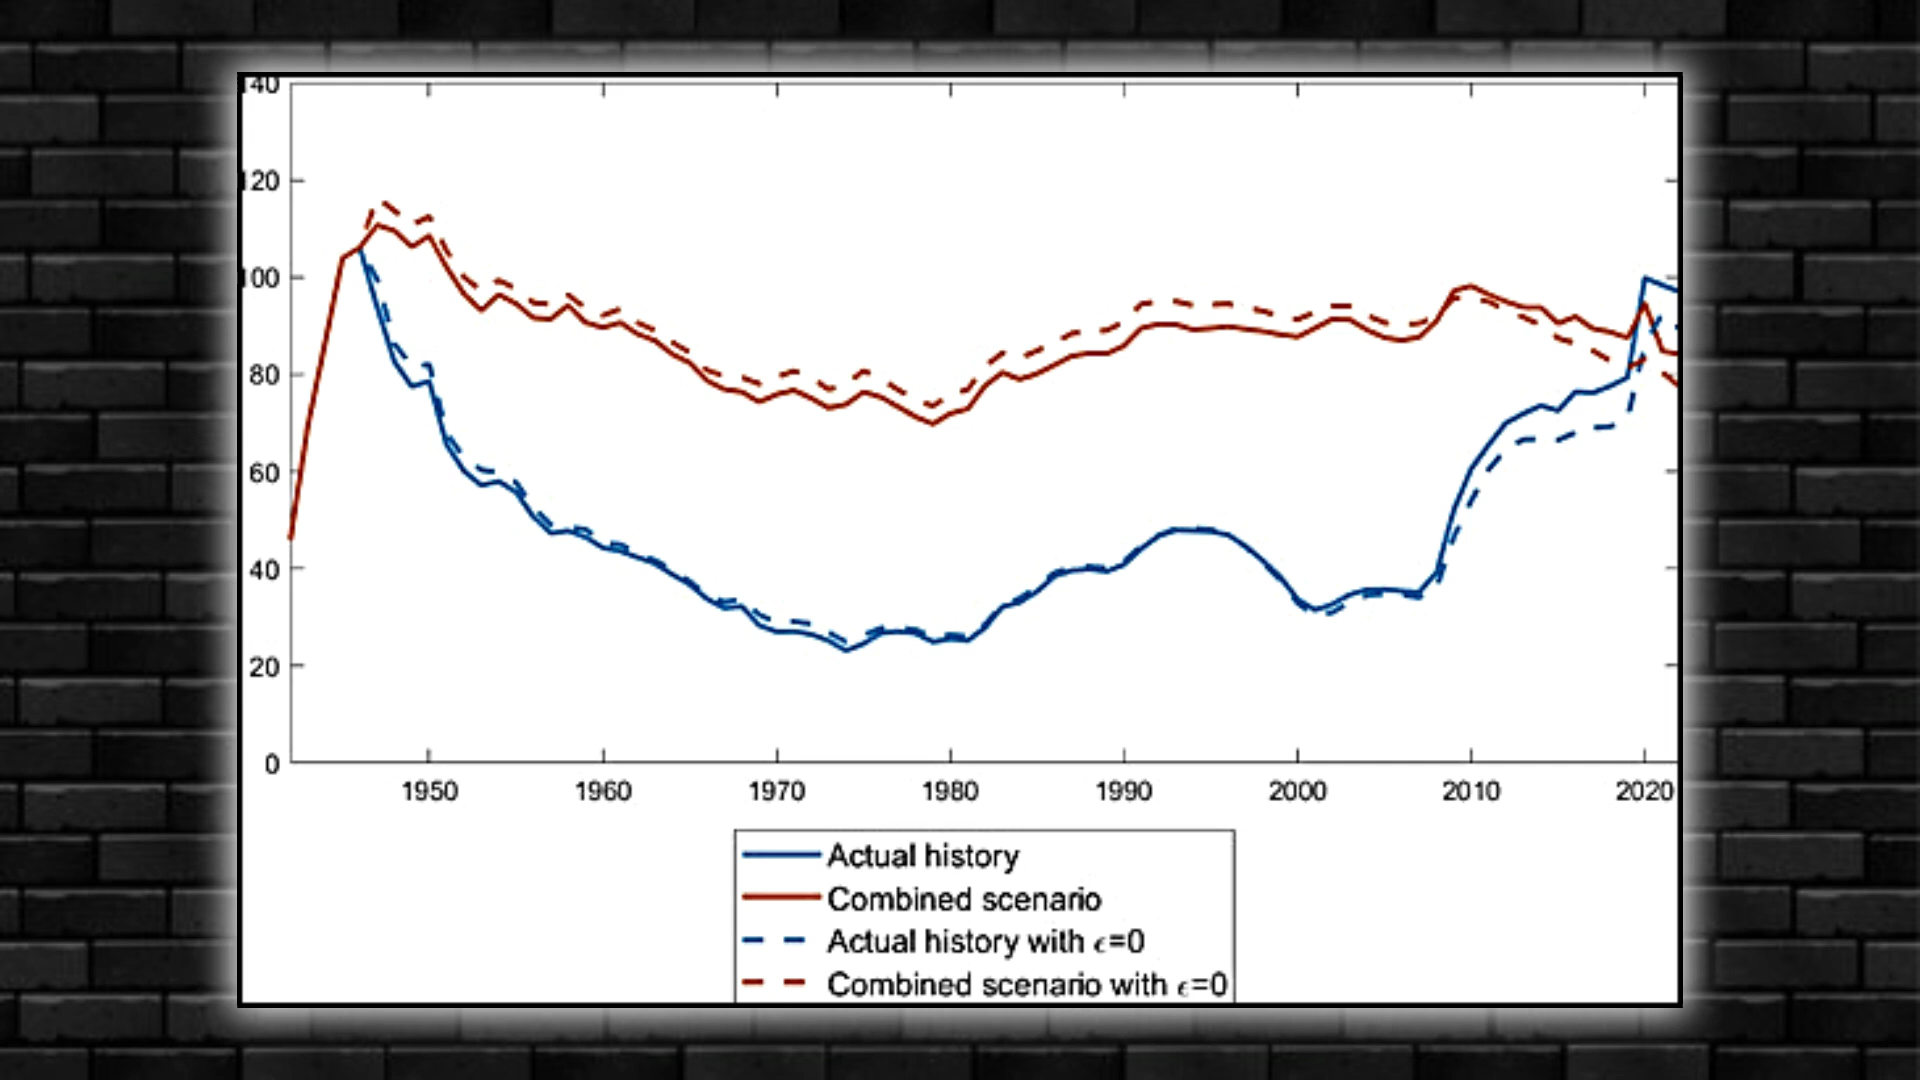 140
120
100
80
60
40
20
0
1950 1960 1970 1980 1990 2000 2010 2020
Actual history
Combined scenario
Actual history with ϵ=0
Combined scenario with ϵ=0